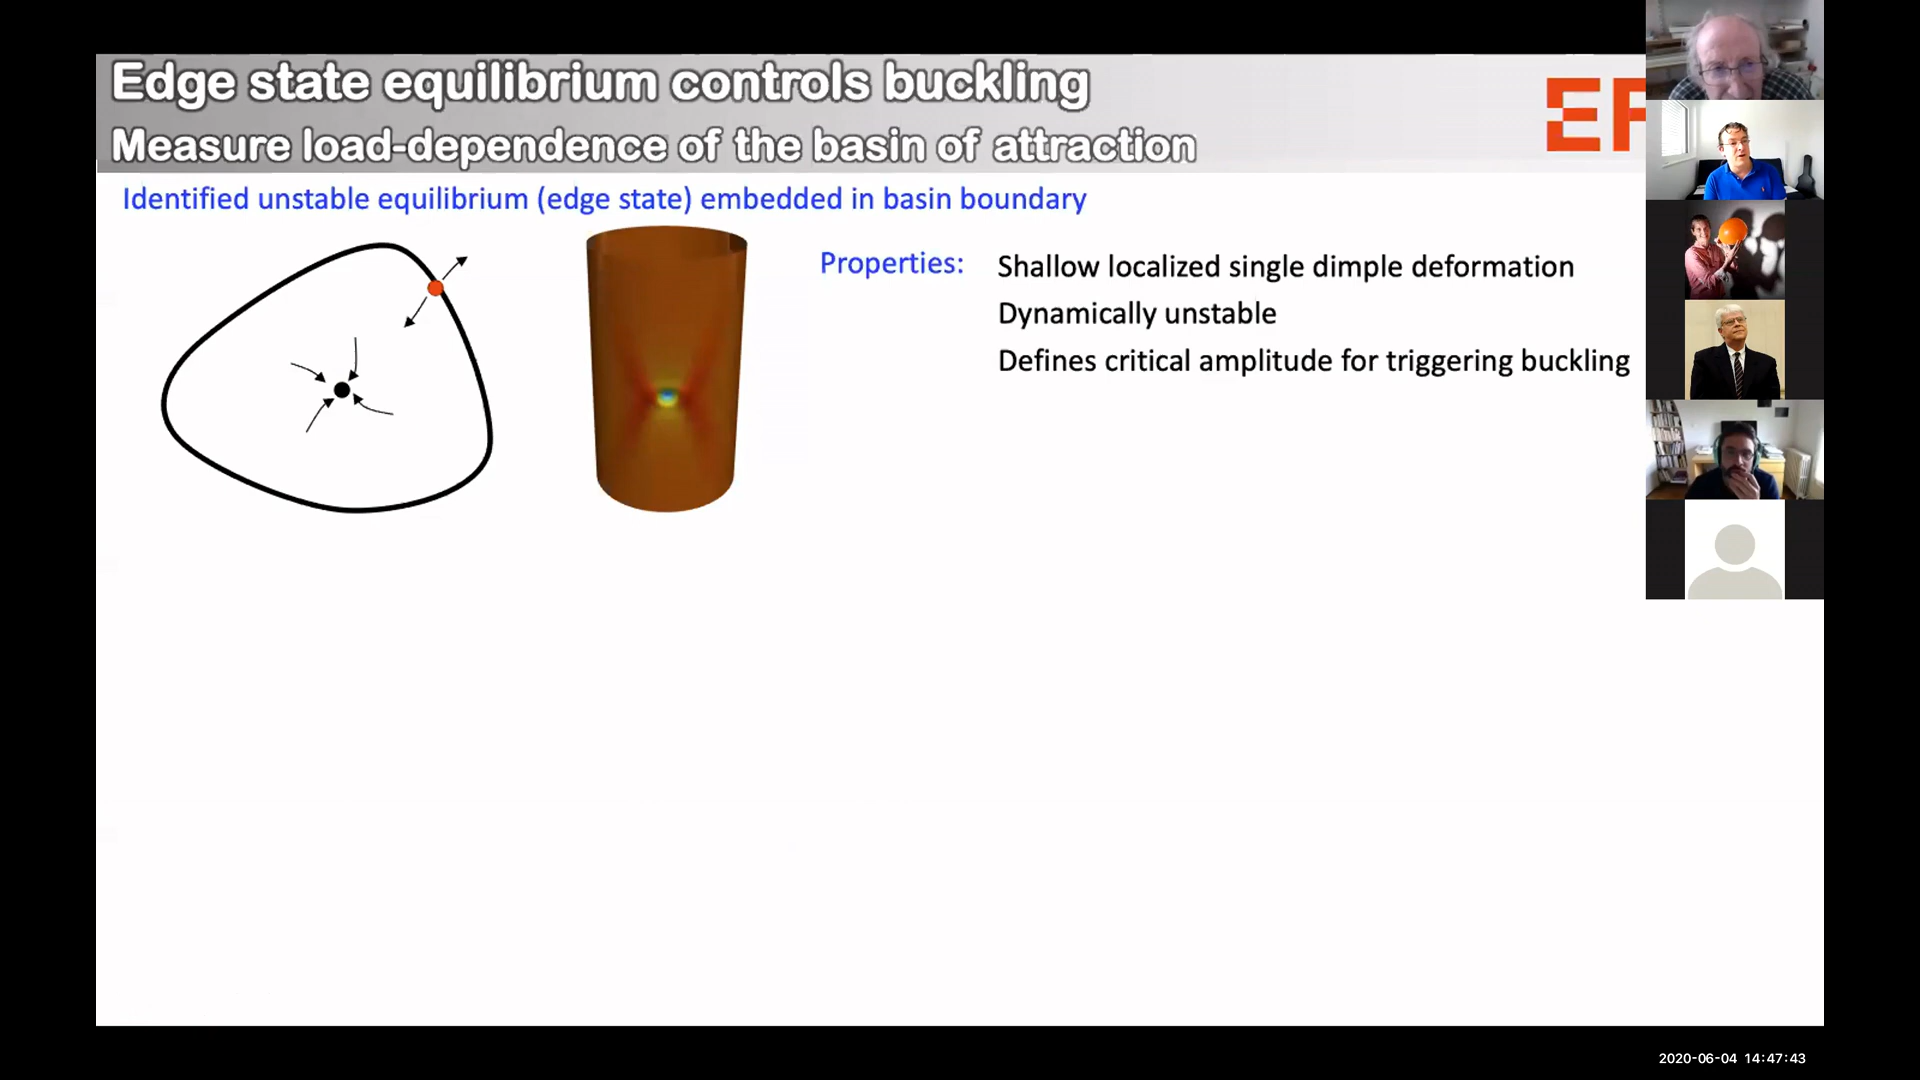 Edge state equilibrium controls buckling
Measure load-dependence of the basin of attraction
EP
Identified unstable equilibrium (edge state) embedded in basin boundary
Properties:
Shallow localized single dimple deformation
Dynamically unstable
Defines critical amplitude for triggering buckling
2020-06-04 14:47:43